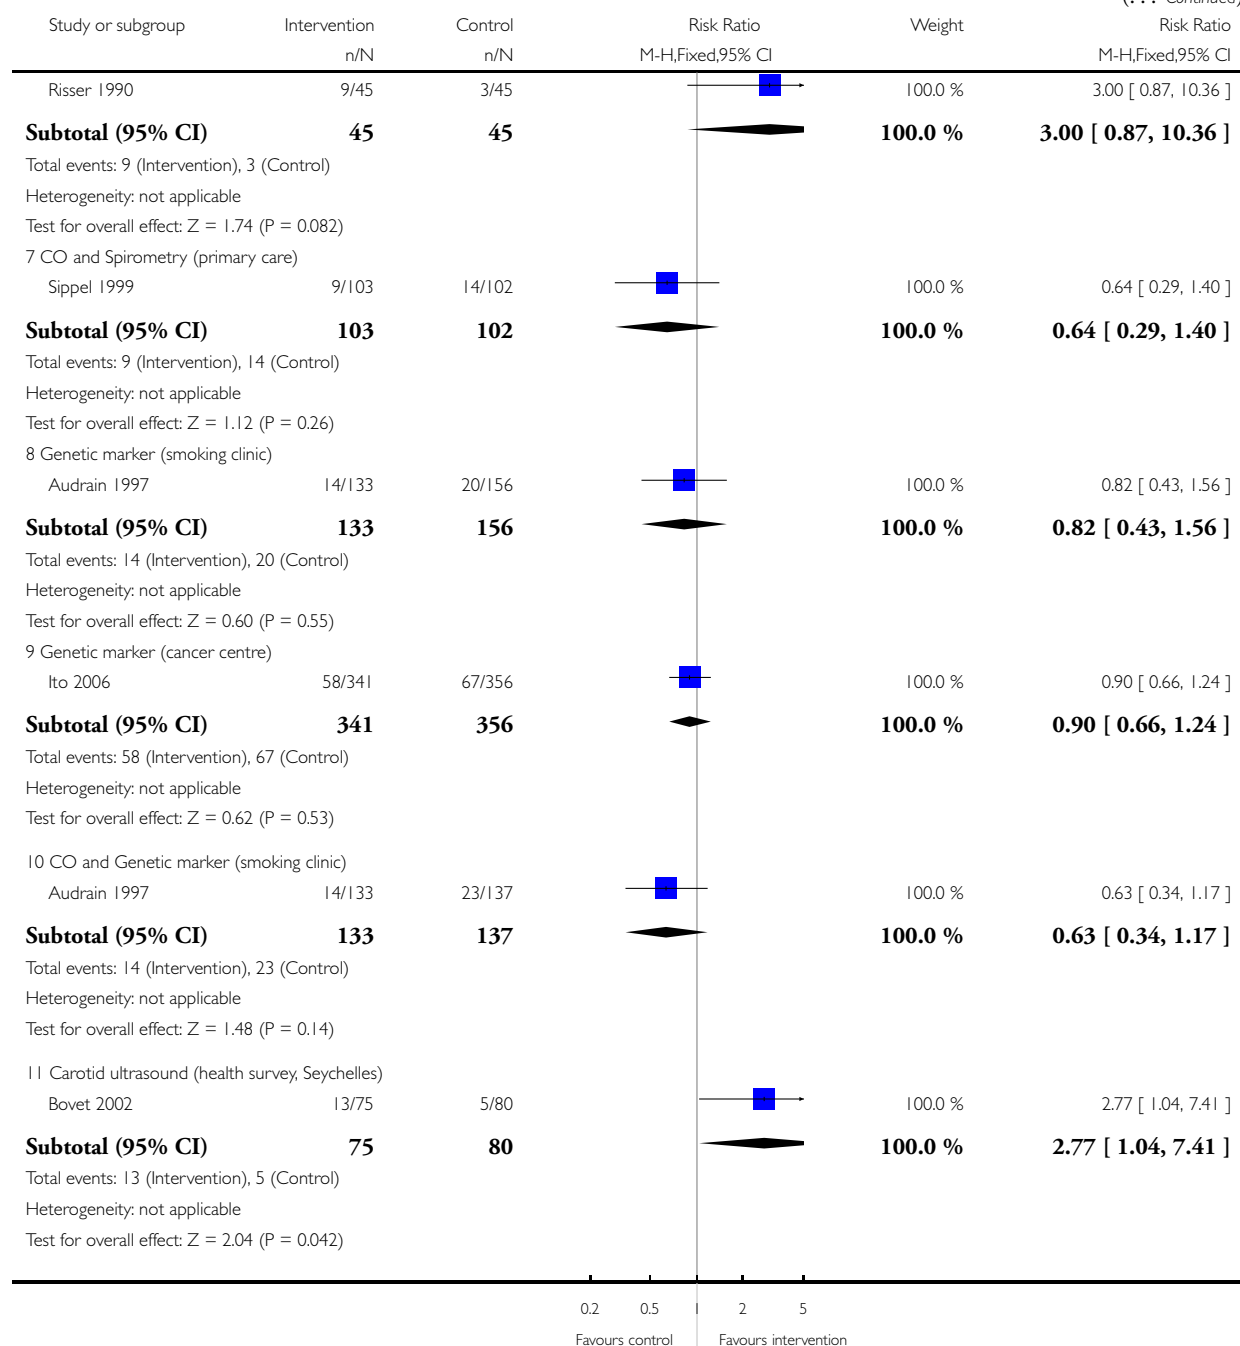 (. . . Continued)
Study or subgroup Intervention Control Risk Ratio Weight Risk Ratio
n/N n/N M-H,Fixed,95% CI M-H,Fixed,95% CI
Risser 1990 9/45 3/45 100.0 % 3.00 [ 0.87, 10.36 ]
Subtotal (95% CI) 45 45 100.0 % 3.00 [ 0.87, 10.36 ]
Total events: 9 (Intervention), 3 (Control)
Heterogeneity: not applicable
Test for overall effect: Z = 1.74 (P = 0.082)
7 CO and Spirometry (primary care)
Sippel 1999 9/103 14/102 100.0 % 0.64 [ 0.29, 1.40 ]
Subtotal (95% CI) 103 102 100.0 % 0.64 [ 0.29, 1.40 ]
Total events: 9 (Intervention), 14 (Control)
Heterogeneity: not applicable
Test for overall effect: Z = 1.12 (P = 0.26)
8 Genetic marker (smoking clinic)
Audrain 1997 14/133 20/156 100.0 % 0.82 [ 0.43, 1.56 ]
Subtotal (95% CI) 133 156 100.0 % 0.82 [ 0.43, 1.56 ]
Total events: 14 (Intervention), 20 (Control)
Heterogeneity: not applicable
Test for overall effect: Z = 0.60 (P = 0.55)
9 Genetic marker (cancer centre)
Ito 2006 58/341 67/356 100.0 % 0.90 [ 0.66, 1.24 ]
Subtotal (95% CI) 341 356 100.0 % 0.90 [ 0.66, 1.24 ]
Total events: 58 (Intervention), 67 (Control)
Heterogeneity: not applicable
Test for overall effect: Z = 0.62 (P = 0.53)
10 CO and Genetic marker (smoking clinic)
Audrain 1997 14/133 23/137 100.0 % 0.63 [ 0.34, 1.17 ]
Subtotal (95% CI) 133 137 100.0 % 0.63 [ 0.34, 1.17 ]
Total events: 14 (Intervention), 23 (Control)
Heterogeneity: not applicable
Test for overall effect: Z = 1.48 (P = 0.14)
11 Carotid ultrasound (health survey, Seychelles)
Bovet 2002 13/75 5/80 100.0 % 2.77 [ 1.04, 7.41 ]
Subtotal (95% CI) 75 80 100.0 % 2.77 [ 1.04, 7.41 ]
Total events: 13 (Intervention), 5 (Control)
Heterogeneity: not applicable
Test for overall effect: Z = 2.04 (P = 0.042)
0.2 0.5 1 2 5
Favours control Favours intervention